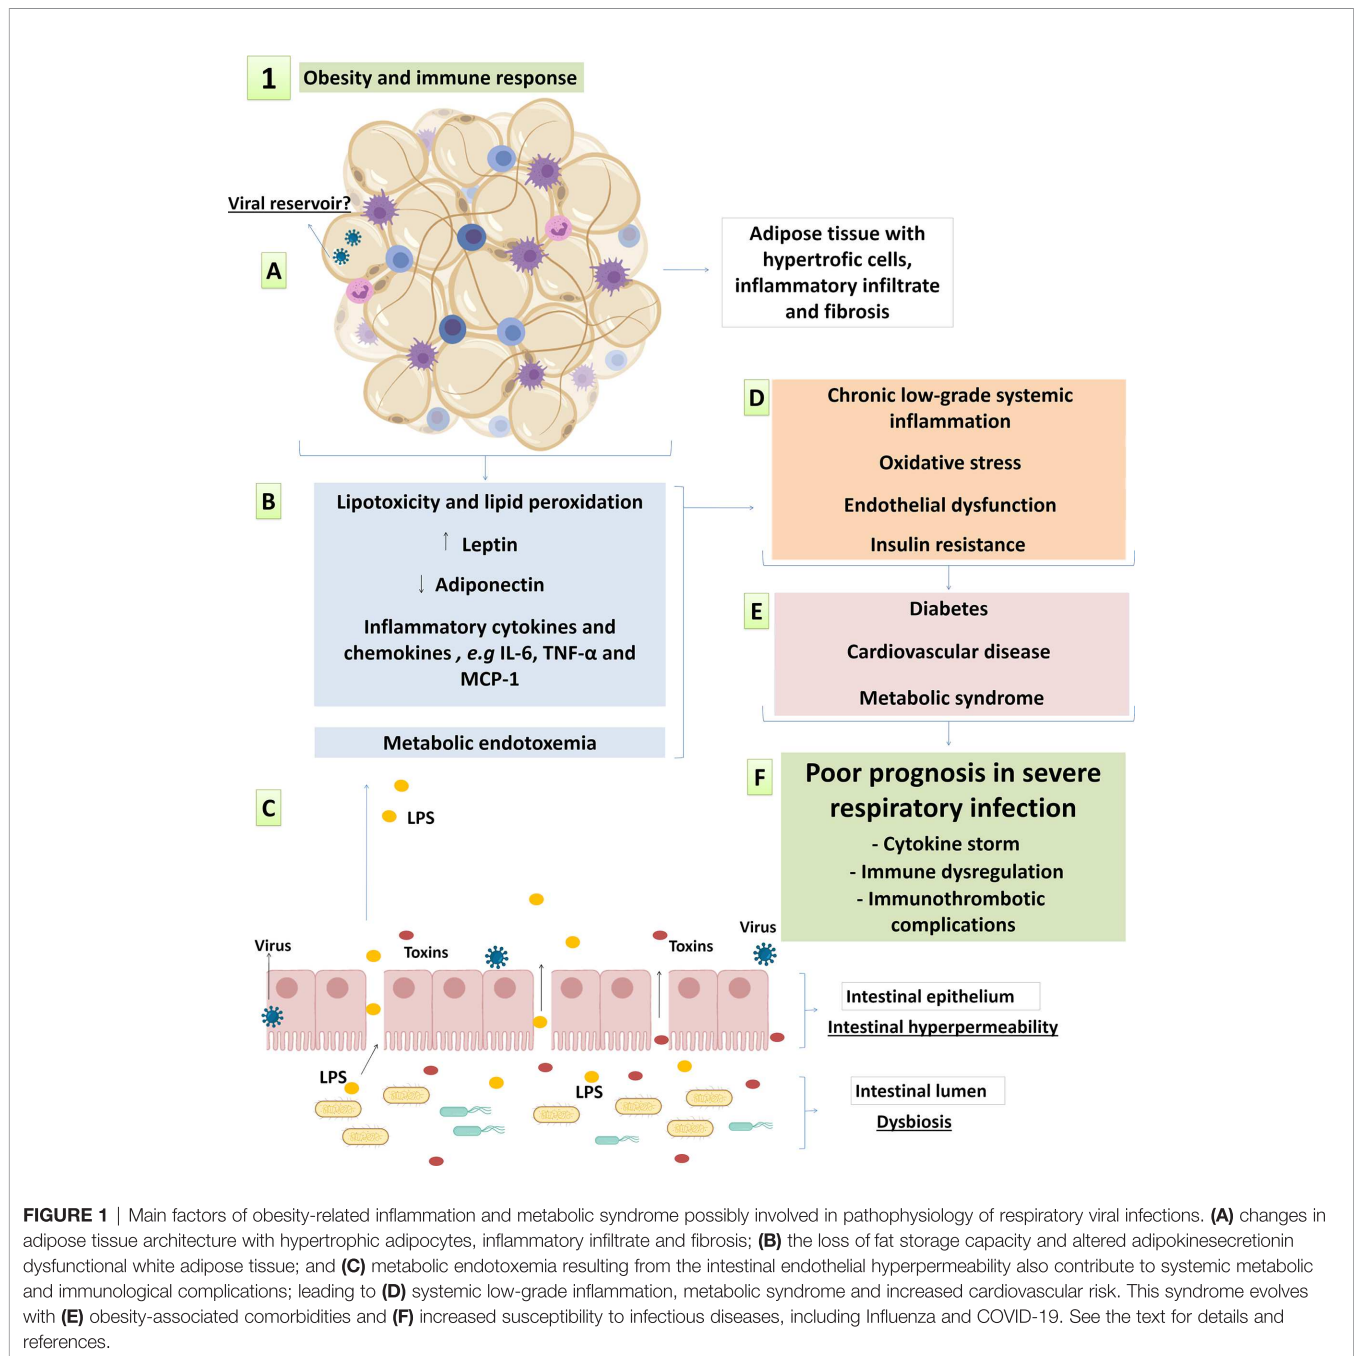 1
Obesity and immune response
Viral reservoir?
A
Adipose tissue with
hypertrofic cells,
inflammatory infiltrate
and fibrosis
B
Lipotoxicity and lipid peroxidation
↑ Leptin
↓ Adiponectin
Inflammatory cytokines and
chemokines , e.g IL-6, TNF-α and
MCP-1
Metabolic endotoxemia
D
Chronic low-grade systemic
inflammation
Oxidative stress
Endothelial dysfunction
Insulin resistance
E
Diabetes
Cardiovascular disease
Metabolic syndrome
F
Poor prognosis in severe
respiratory infection
- Cytokine storm
- Immune dysregulation
- Immunothrombotic
complications
C
LPS
Virus
Toxins
Toxins
Virus
Intestinal epithelium
Intestinal hyperpermeability
LPS
LPS
Intestinal lumen
Dysbiosis
FIGURE 1 | Main factors of obesity-related inflammation and metabolic syndrome possibly involved in pathophysiology of respiratory viral infections. (A) changes in
adipose tissue architecture with hypertrophic adipocytes, inflammatory infiltrate and fibrosis; (B) the loss of fat storage capacity and altered adipokinesecretionin
dysfunctional white adipose tissue; and (C) metabolic endotoxemia resulting from the intestinal endothelial hyperpermeability also contribute to systemic metabolic
and immunological complications; leading to (D) systemic low-grade inflammation, metabolic syndrome and increased cardiovascular risk. This syndrome evolves
with (E) obesity-associated comorbidities and (F) increased susceptibility to infectious diseases, including Influenza and COVID-19. See the text for details and
references.